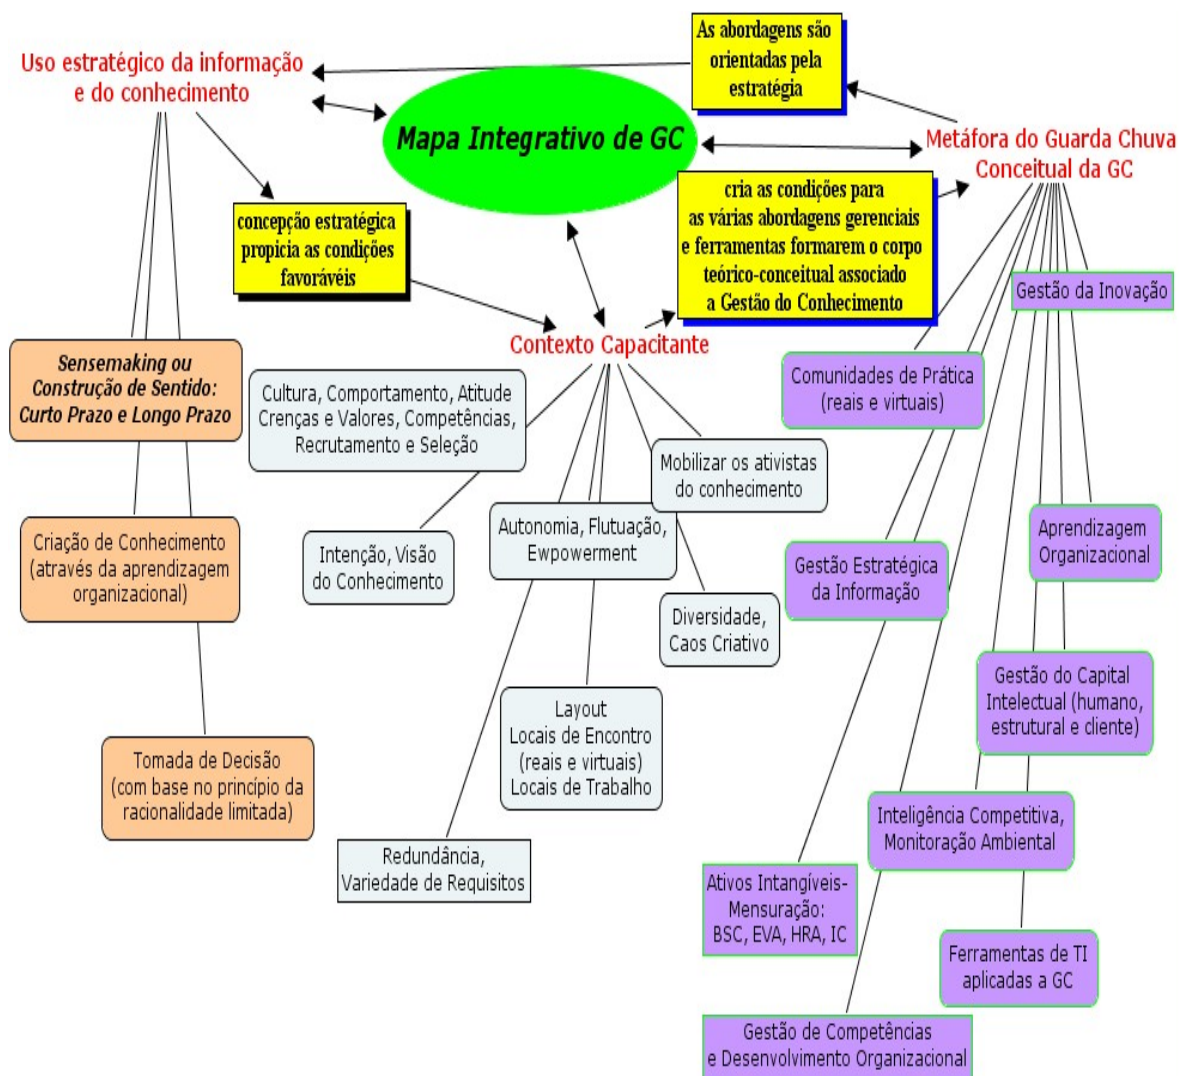 As abordagens são
orientadas pela
estratégia
Uso estratégico da informação
e do conhecimento
Mapa Integrativo de GC
Metáfora do Guarda Chuva
Conceitual da GC
concepção estratégica
propicia as condições
favorávéis
cria as condições para
as várias abordagens gerenciais
e ferramentas formarem o corpo
teórico-conceitual associado
a Gestão do Conhecimento
Contexto Capacitante
Sensemaking ou
Construção de Sentido:
Curto Prazo e Longo Prazo
Criação de Conhecimento
(através da aprendizagem
organizacional)
Tomada de Decisão
(com base no princípio da
racionalidade limitada)
Cultura, Comportamento, Atitude
Crenças e Valores, Competências,
Recrutamento e Seleção
Mobilizar os ativistas
do conhecimento
Intenção, Visão
do Conhecimento
Autonomia, Flutuação,
Ewpowerment
Diversidade,
Caos Criativo
Layout
Locais de Encontro
(reais e virtuais)
Locais de Trabalho
Redundância,
Variedade de Requisitos
Gestão da Inovação
Comunidades de Prática
(reais e virtuais)
Aprendizagem
Organizacional
Gestão Estratégica
da Informação
Gestão do Capital
Intelectual (humano,
estrutural e cliente)
Inteligência Competitiva,
Monitoração Ambiental
Ativos Intangíveis-
Mensuração:
BSC, EVA, HRA, IC
Ferramentas de TI
aplicadas a GC
Gestão de Competências
e Desenvolvimento Organizacional